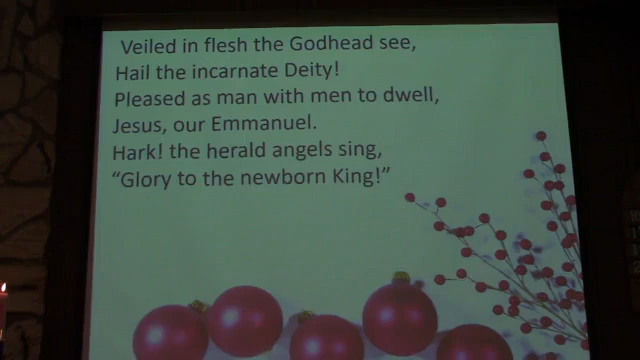 Veiled in flesh the Godhead see,
Hail the incarnate Deity!
Pleased as man with men to dwell,
Jesus, our Emmanuel.
Hark! the herald angels sing,
“Glory to the newborn King!”